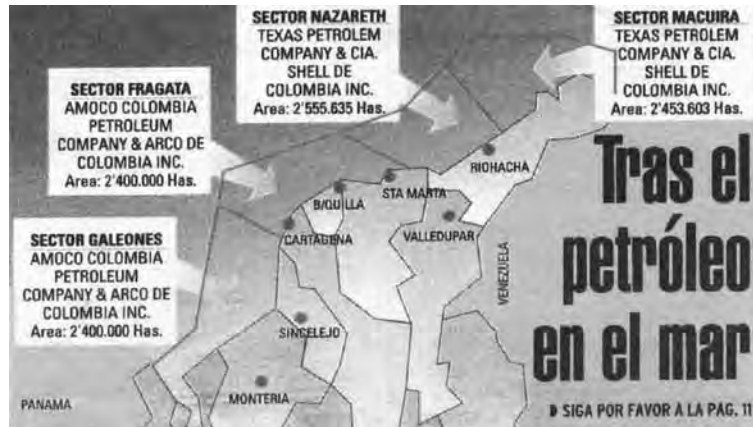 SECTOR NAZARETH
TEXAS PETROLEM
COMPANY & CIA.
SHELL DE
COLOMBIA INC.
Area: 2'555.635 Has.
SECTOR MACUIRA
TEXAS PETROLEM
COMPANY & CIA.
SHELL DE
COLOMBIA INC.
Area: 2'453.603 Has.
SECTOR FRAGATA
AMOCO COLOMBIA
PETROLEUM
COMPANY & ARCO DE
COLOMBIA INC.
Area: 2'400.000 Has.
SECTOR GALEONES
AMOCO COLOMBIA
PETROLEUM
COMPANY & ARCO DE
COLOMBIA INC.
Area: 2'400.000 Has.
RIOHACHA
STA MARTA
B/QUILLA
CARTAGENA
VALLEDUPAR
VENEZUELA
SINCELEJO
MONTERIA
PANAMA
Tras el
petróleo
en el mar
SIGA POR FAVOR A LA PAG. 11